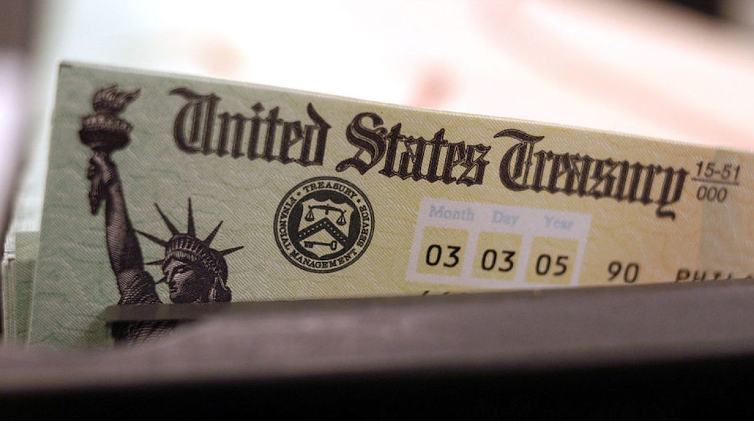 United States Treasury 15-51
000
TREASURY
FINANCIAL MANAGEMENT SERVICE
Month Day Year
03 03 05 90